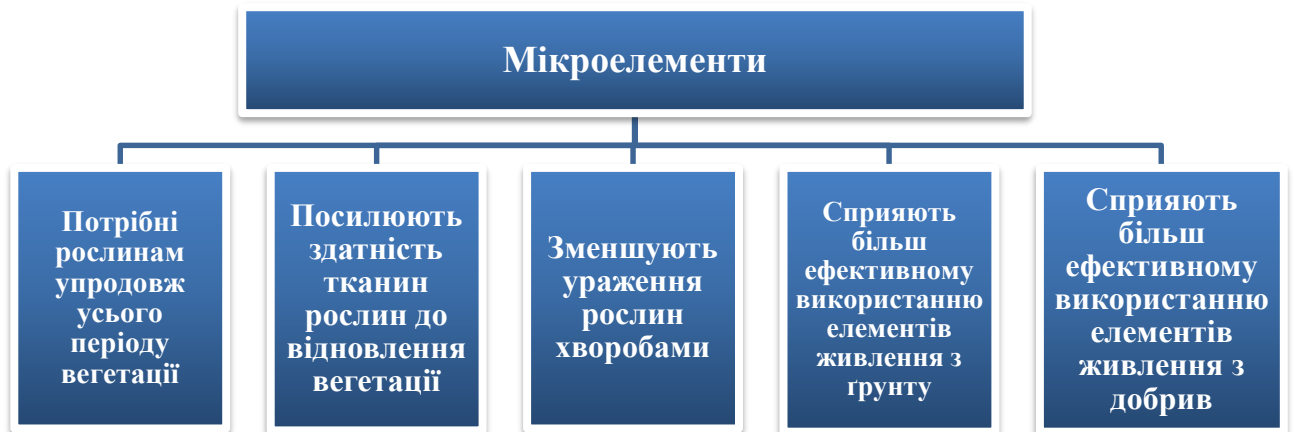 Мікроелементи
Потрібні
рослинам
упродовж
усього
періоду
вегетації
Посилюють
здатність
тканин
рослин до
відновлення
вегетації
Зменшують
ураження
рослин
хворобами
Сприяють
більш
ефективному
використанню
елементів
живлення з
ґрунту
Сприяють
більш
ефективному
використанню
елементів
живлення з
добрив